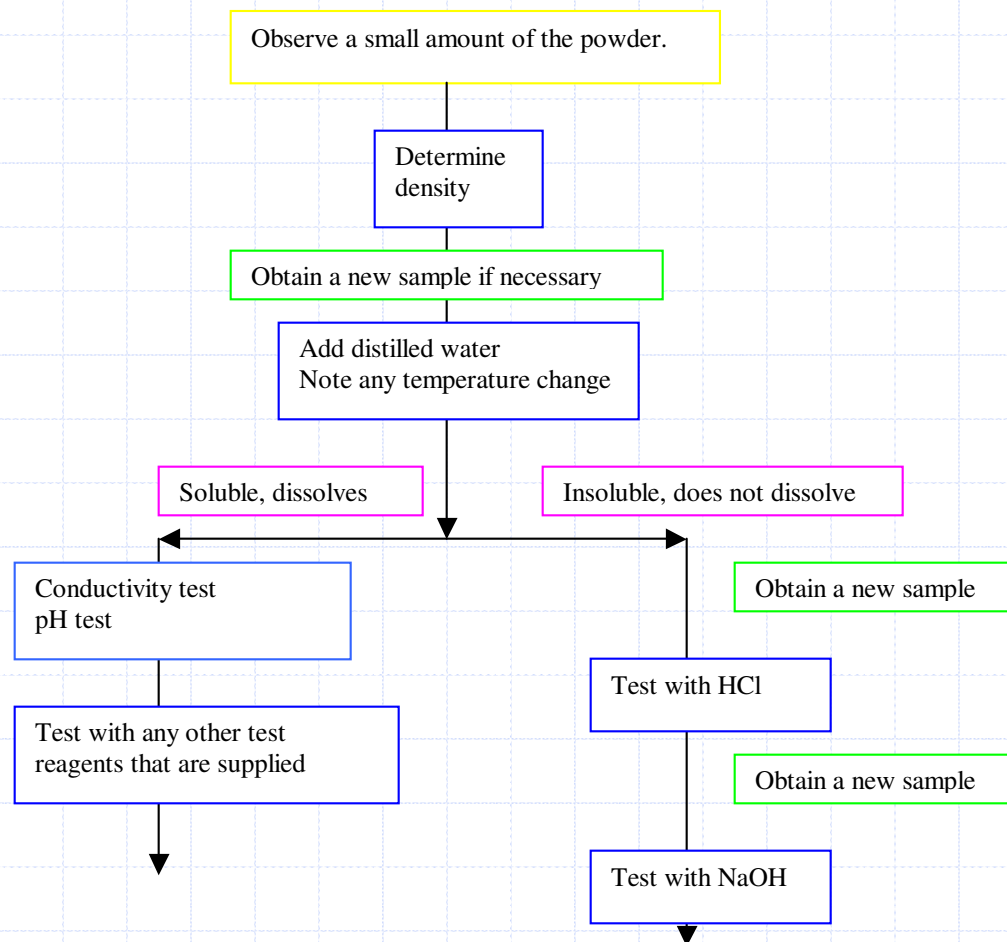 Observe a small amount of the powder.
Determine
density
Obtain a new sample if necessary
Add distilled water
Note any temperature change
Soluble, dissolves
Insoluble, does not dissolve
Conductivity test
pH test
Obtain a new sample
Test with HCl
Test with any other test
reagents that are supplied
Obtain a new sample
Test with NaOH